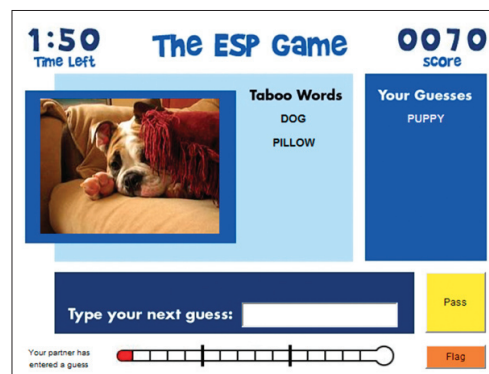 1:50
Time Left
The ESP Game
0070
score
Taboo Words
DOG
PILLOW
Your Guesses
PUPPY
Type your next guess:
Pass
Your partner has
entered a guess
Flag